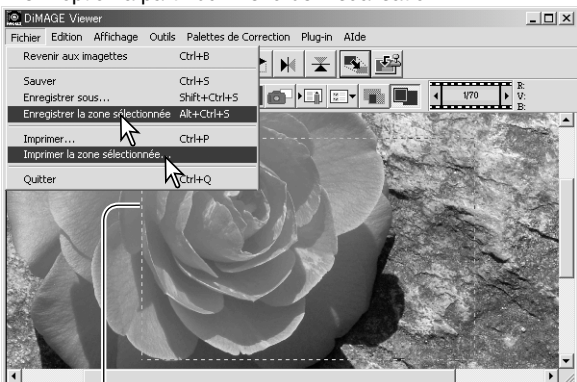 DiMAGE Viewer
Fichier Edition Affichage Outils Palettes de Correction Plug-in AIde
Revenir aux imagettes Ctrl+B
Sauver Ctrl+S
Enregistrer sous... Shift+Ctrl+S
Enregistrer la zone sélectionnée Alt+Ctrl+S
Imprimer... Ctrl+P
Imprimer la zone sélectionnée...
Quitter Ctrl+Q
1/70
R:
V:
B: